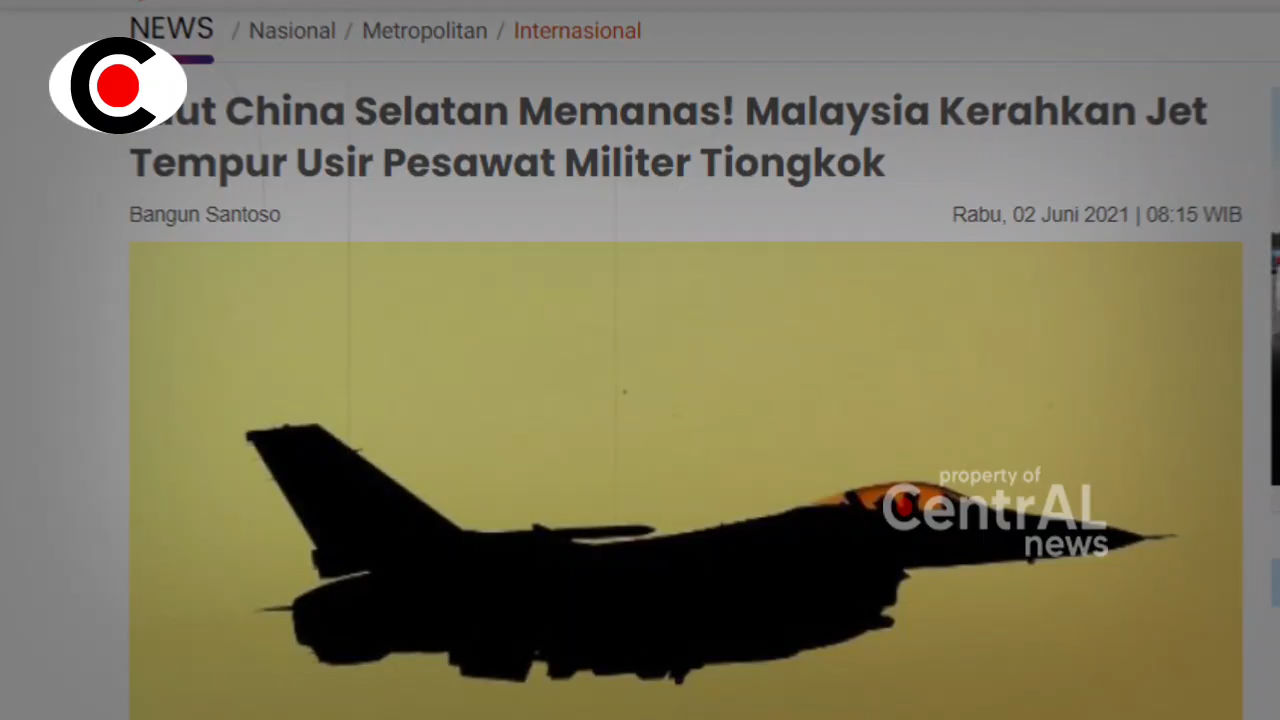 NEWS / Nasional / Metropolitan / Internasional
ut China Selatan Memanas! Malaysia Kerahkan Jet
Tempur Usir Pesawat Militer Tiongkok
Bangun Santoso
Rabu, 02 Juni 2021 | 08:15 WIB
property of
CentrAL
news